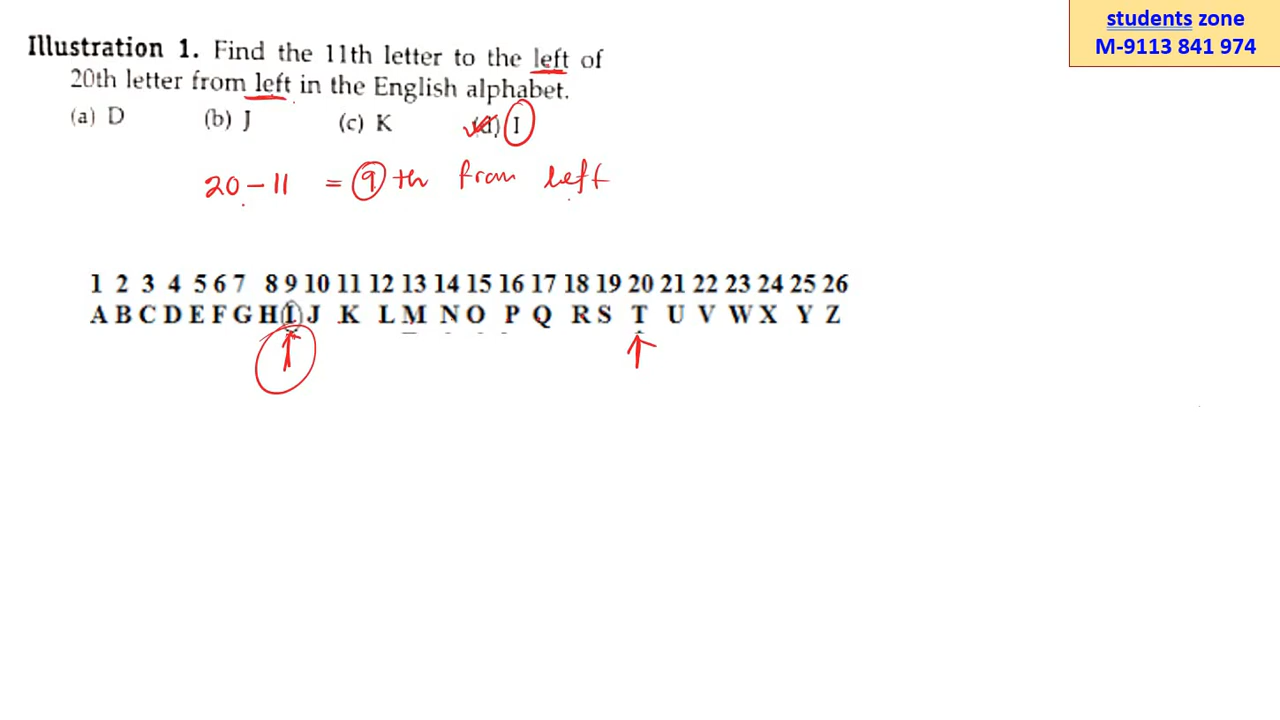 students zone
M-9113 841 974
Illustration 1. Find the 11th letter to the left of
20th letter from left in the English alphabet.
(a) D (b) J (c) K (d) I
20 - 11 = 9 th from left
1 2 3 4 5 6 7 8 9 10 11 12 13 14 15 16 17 18 19 20 21 22 23 24 25 26
A B C D E F G H I J K L M N O P Q R S T U V W X Y Z